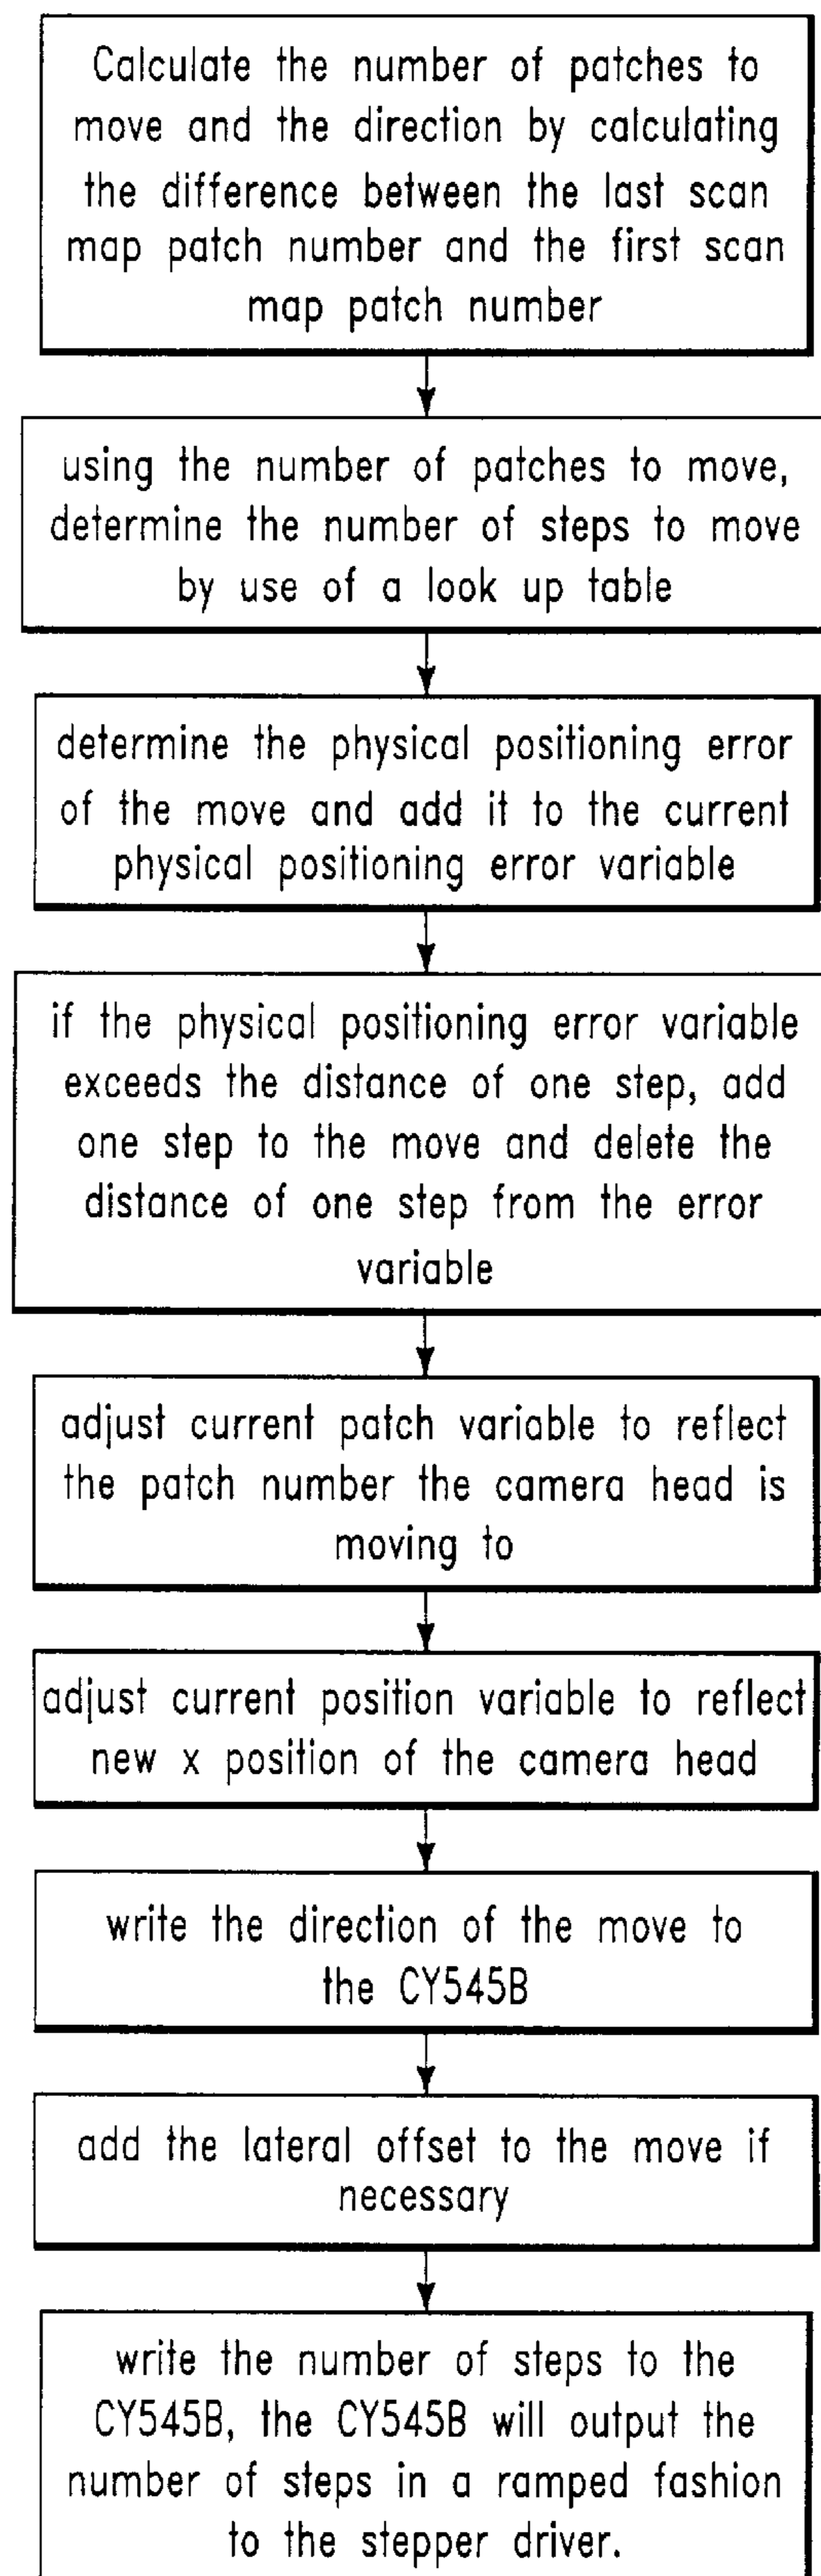 Calculate the number of patches to
move and the direction by calculating
the difference between the last scan
map patch number and the first scan
map patch number
using the number of patches to move,
determine the number of steps to move
by use of a look up table
determine the physical positioning error
of the move and add it to the current
physical positioning error variable
if the physical positioning error variable
exceeds the distance of one step, add
one step to the move and delete the
distance of one step from the error
variable
adjust current patch variable to reflect
the patch number the camera head is
moving to
adjust current position variable to reflect
new x position of the camera head
write the direction of the move to
the CY545B
add the lateral offset to the move if
necessary
write the number of steps to the
CY545B, the CY545B will output the
number of steps in a ramped fashion
to the stepper driver.